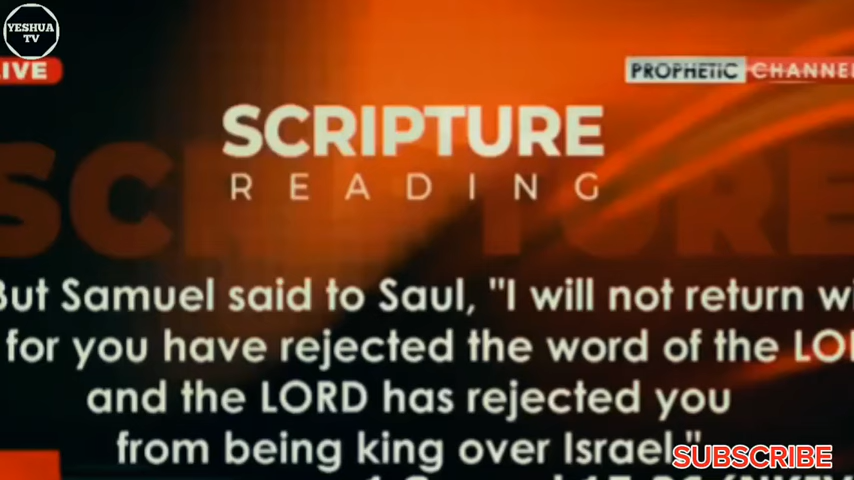 YESHUA
TV
LIVE
PROPHETIC CHANNEL
SCRIPTURE
READING
But Samuel said to Saul, "I will not return
for you have rejected the word of the
and the LORD has rejected you
from being king over Israel."
SUBSCRIBE